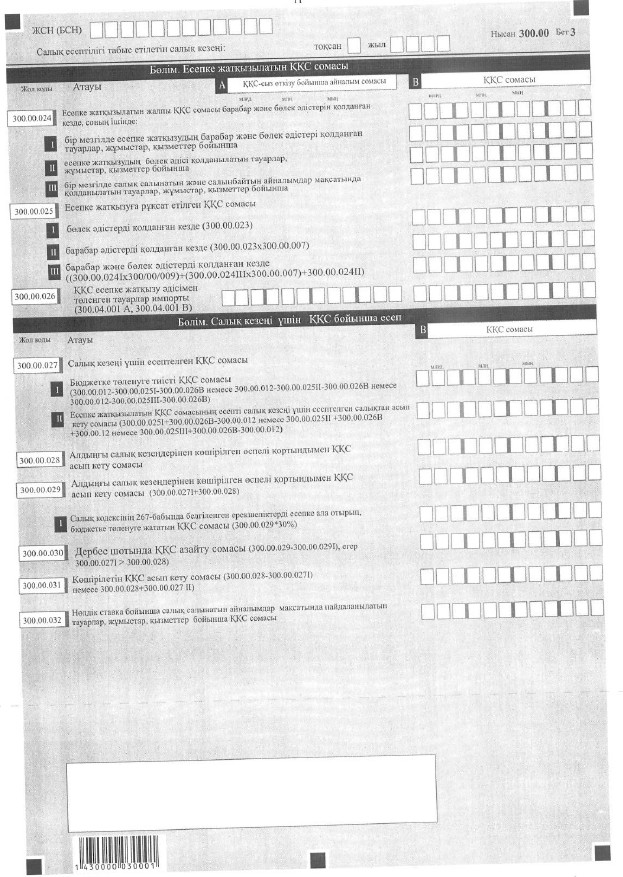 ЖСН (БСН)
Нысан 300.00 Бет 3
Салық есептілігі табыс етілетін салық кезеңі: тоқсан жыл
Бөлім. Есепке жатқызылатын ҚҚС сомасы
Жол коды Атауы А ҚҚС-сыз өткізу бойынша айналым сомасы В ҚҚС сомасы
млрд. млн. мың млрд. млн. мың
300.00.024 Есепке жатқызылатын жалпы ҚҚС сомасы барабар және бөлек әдістерін қолданған
кезде, соның ішінде:
I бір мезгілде есепке жатқызудың барабар және бөлек әдістері қолданған
тауарлар, жұмыстар, қызметтер бойынша
II есепке жатқызудың бөлек әдісі қолданылатын тауарлар,
жұмыстар, қызметтер бойынша
III бір мезгілде салық салынатын және салынбайтын айналымдар мақсатында
қолданылатын тауарлар, жұмыстар, қызметтер бойынша
300.00.025 Есепке жатқызуға рұқсат етілген ҚҚС сомасы
I бөлек әдістерді қолданған кезде (300.00.023)
II барабар әдістерді қолданған кезде (300.00.023х300.00.007)
III барабар және бөлек әдістерді қолданған кезде
((300.00.024Iх300/00/009)+(300.00.024IIIх300.00.007)+300.00.024II)
300.00.026 ҚҚС есепке жатқызу әдісімен
төленген тауарлар импорты
(300.04.001 А, 300.04.001 В)
Бөлім. Салық кезеңі үшін ҚҚС бойынша есеп
Жол коды Атауы В ҚҚС сомасы
млрд. млн. мың
300.00.027 Салық кезеңі үшін есептелген ҚҚС сомасы
I Бюджетке төленуге тиісті ҚҚС сомасы
(300.00.012-300.00.025I-300.00.026В немесе 300.00.012-300.00.025II-300.00.026В немесе
300.00.012-300.00.025III-300.00.026В)
II Есепке жатқызылатын ҚҚС сомасының есепті салық кезеңі үшін есептелген салықтан асып
кету сомасы (300.00.025I+300.00.026В-300.00.012 немесе 300.00.025II +300.00.026В
+300.00.12 немесе 300.00.025III+300.00.026В-300.00.012)
300.00.028 Алдыңғы салық кезеңдерінен көшірілген өспелі қортындымен ҚҚС
асып кету сомасы
300.00.029 Алдыңғы салық кезеңдерінен көшірілген өспелі қортындымен ҚҚС
асып кету сомасы (300.00.027I+300.00.028)
I Салық кодексінің 267-бабында белгіленген ерекшеліктерді есепке ала отырып,
бюджетке төленуге жататын ҚҚС сомасы (300.00.029*30%)
300.00.030 Дербес шотында ҚҚС азайту сомасы (300.00.029-300.00.029I), егер
300.00.027I > 300.00.028)
300.00.031 Көшірілетін ҚҚС асып кету сомасы (300.00.028-300.00.027I)
немесе 300.00.028+300.00.027 II)
300.00.032 Нөлдік ставка бойынша салық салынатын айналымдар мақсатында пайдаланылатын
тауарлар, жұмыстар, қызметтер бойынша ҚҚС сомасы
1 430000 030001